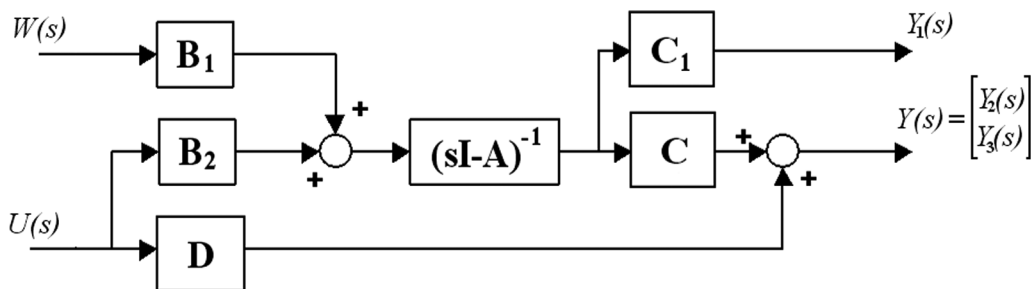 W(s)
B₁
+
C₁
Y₁(s)
B₂
+
(sI-A)⁻¹
C
+
+
Y(s) = [Y₂(s)
Y₃(s)]
U(s)
D